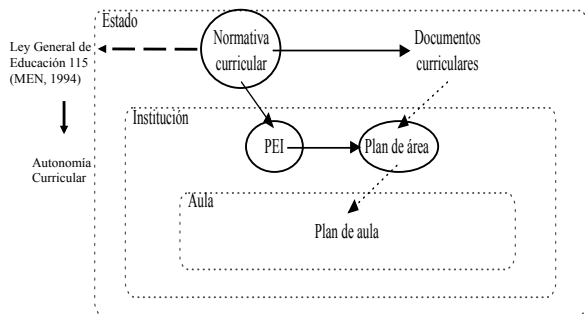 Estado
Ley General de
Educación 115
(MEN, 1994)
Normativa
curricular
Documentos
curriculares
Institución
Autonomía
Curricular
PEI
Plan de área
Aula
Plan de aula